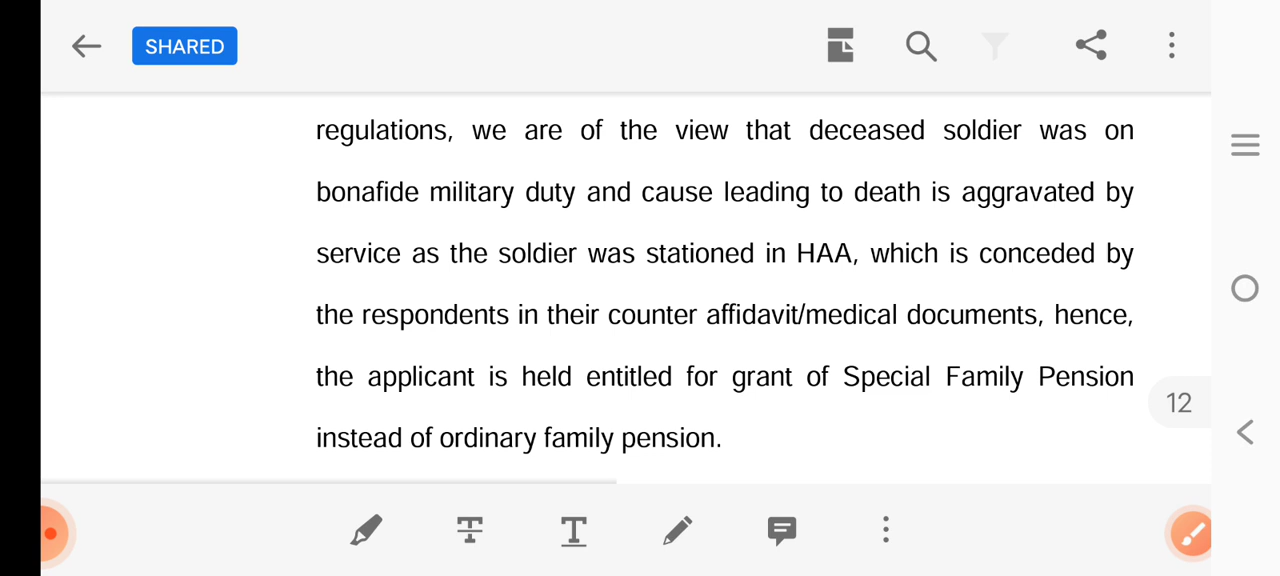 SHARED
regulations, we are of the view that deceased soldier was on
bonafide military duty and cause leading to death is aggravated by
service as the soldier was stationed in HAA, which is conceded by
the respondents in their counter affidavit/medical documents, hence,
the applicant is held entitled for grant of Special Family Pension
12
instead of ordinary family pension.